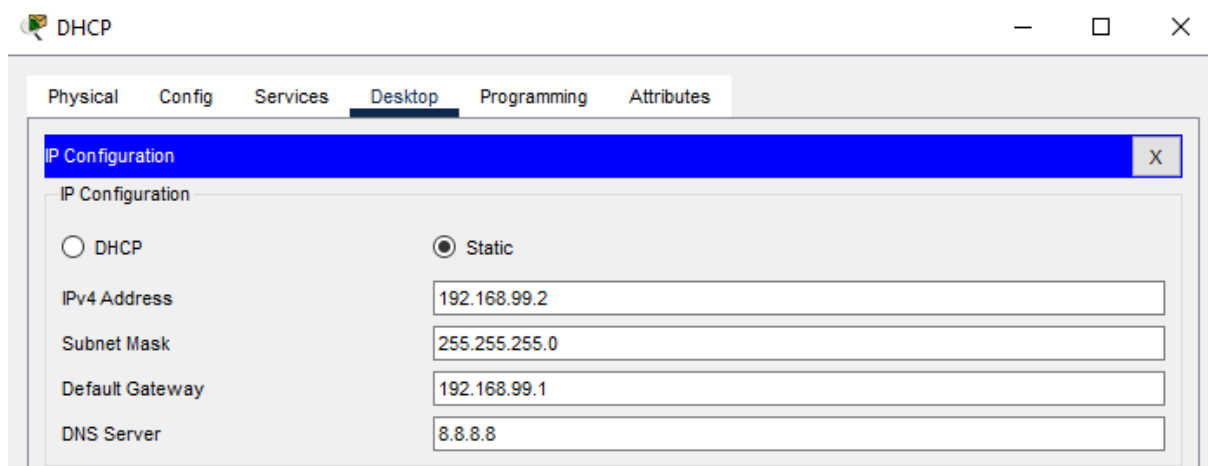 DHCP
Physical Config Services Desktop Programming Attributes
IP Configuration X
IP Configuration
DHCP Static
IPv4 Address 192.168.99.2
Subnet Mask 255.255.255.0
Default Gateway 192.168.99.1
DNS Server 8.8.8.8